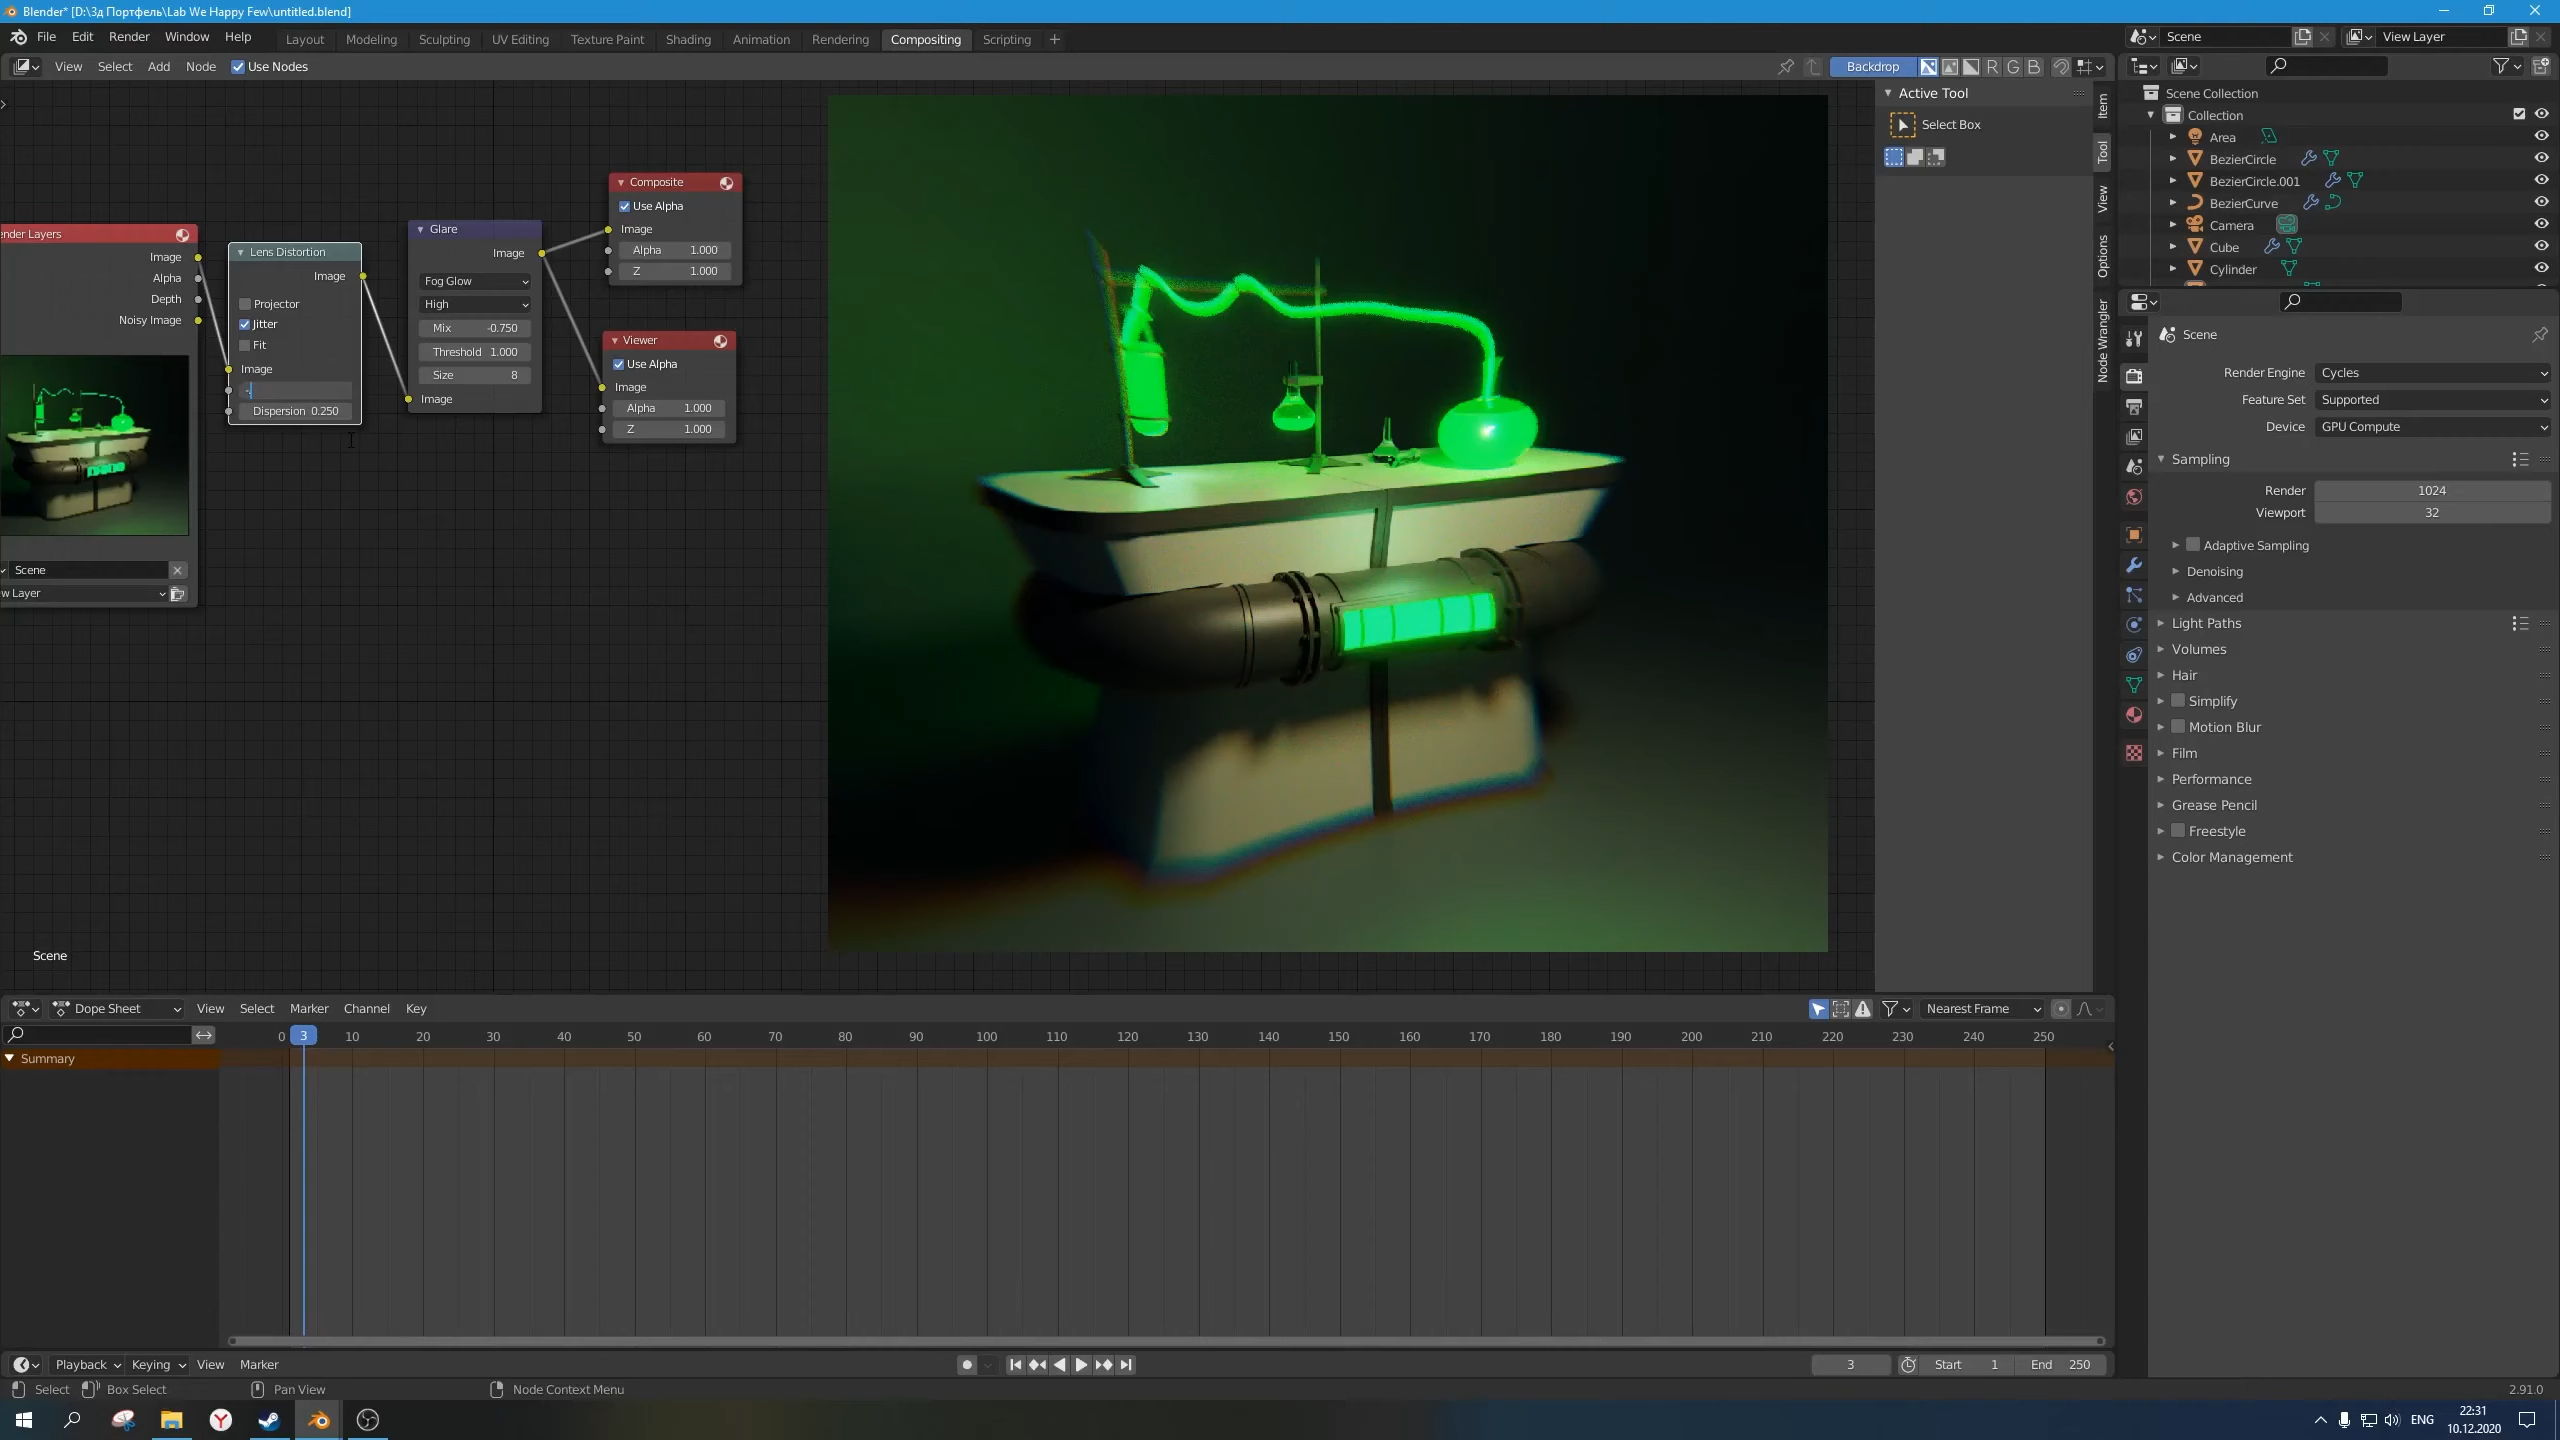 Blender* [D:\3д Портфель\Lab We Happy Few\untitled.blend]
File Edit Render Window Help Layout Modeling Sculpting UV Editing Texture Paint Shading Animation Rendering Compositing Scripting +
Scene View Layer
View Select Add Node Use Nodes Backdrop R G B
Active Tool
Select Box
Item
Tool
View
Options
Node Wrangler
ender Layers
Image
Alpha
Depth
Noisy Image
Scene
w Layer
Lens Distortion
Image
Projector
Jitter
Fit
Image
-
Dispersion 0.250
Glare
Image
Fog Glow
High
Mix -0.750
Threshold 1.000
Size 8
Image
Composite
Use Alpha
Image
Alpha 1.000
Z 1.000
Viewer
Use Alpha
Image
Alpha 1.000
Z 1.000
Scene
Scene Collection
Collection
Area
BezierCircle
BezierCircle.001
BezierCurve
Camera
Cube
Cylinder
Scene
Render Engine Cycles
Feature Set Supported
Device GPU Compute
Sampling
Render 1024
Viewport 32
Adaptive Sampling
Denoising
Advanced
Light Paths
Volumes
Hair
Simplify
Motion Blur
Film
Performance
Grease Pencil
Freestyle
Color Management
Dope Sheet View Select Marker Channel Key Nearest Frame
0 3 10 20 30 40 50 60 70 80 90 100 110 120 130 140 150 160 170 180 190 200 210 220 230 240 250
Summary
Playback Keying View Marker 3 Start 1 End 250
Select Box Select Pan View Node Context Menu 2.91.0
ENG 22:31
10.12.2020